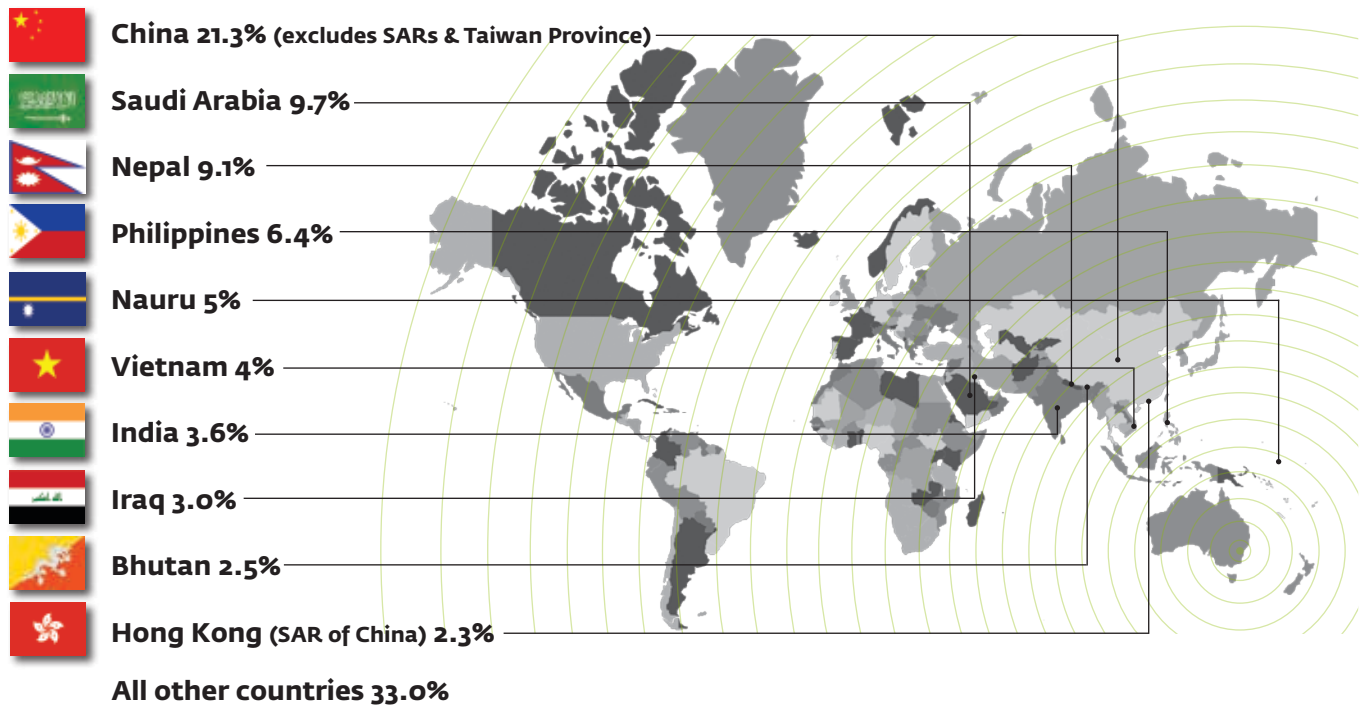 China 21.3% (excludes SARs & Taiwan Province)
Saudi Arabia 9.7%
Nepal 9.1%
Philippines 6.4%
Nauru 5%
Vietnam 4%
India 3.6%
Iraq 3.0%
Bhutan 2.5%
Hong Kong (SAR of China) 2.3%
All other countries 33.0%